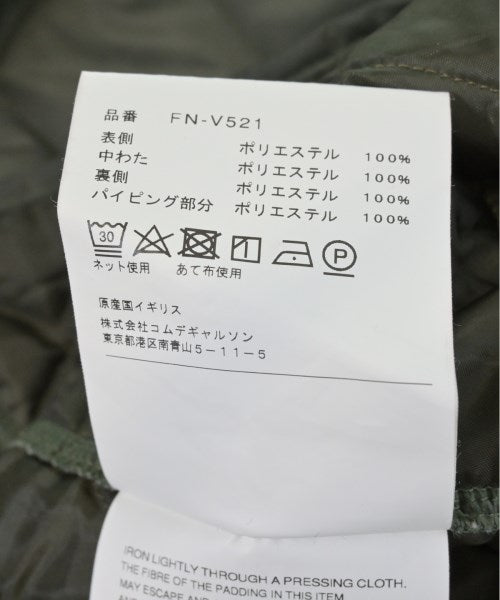 品番 FN-V521
表側 ポリエステル 100%
中わた ポリエステル 100%
裏側 ポリエステル 100%
パイピング部分 ポリエステル 100%
30 P
ネット使用 あて布使用
原産国イギリス
株式会社コムデギャルソン
東京都港区南青山5-11-5
IRON LIGHTLY THROUGH A PRESSING CLOTH.
THE FIBRE OF THE PADDING IN THIS ITEM
MAY ESCAPE AND